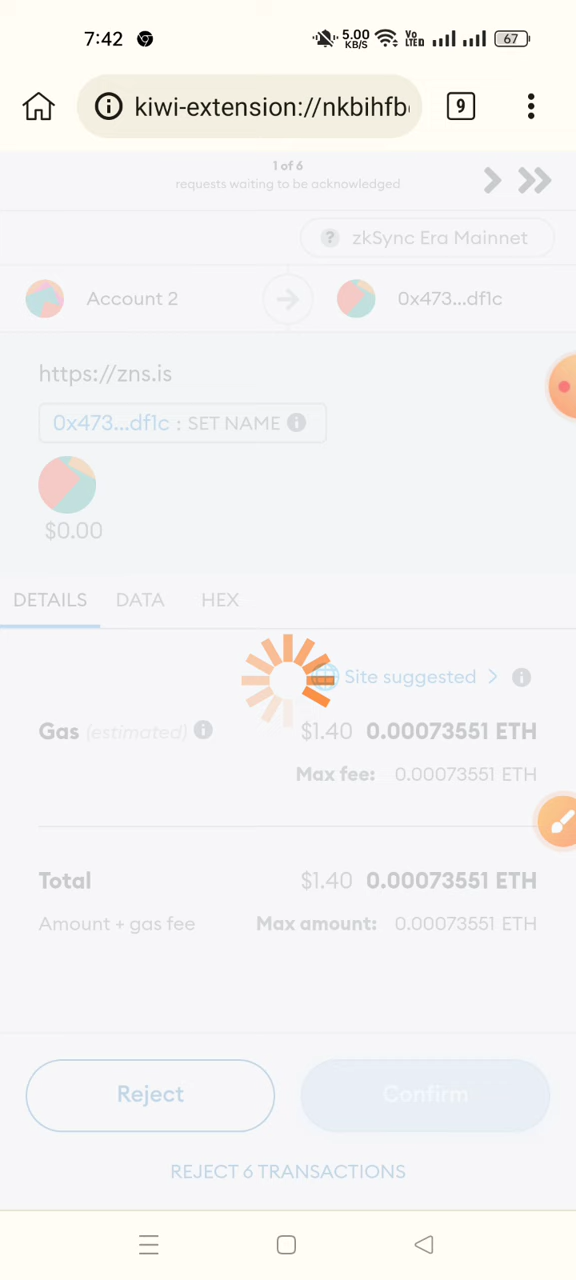 7:42 5.00 KB/S Vo LTE 67
kiwi-extension://nkbihfb
9
1 of 6
requests waiting to be acknowledged
? zkSync Era Mainnet
Account 2 0x473...df1c
https://zns.is
0x473...df1c : SET NAME
$0.00
DETAILS DATA HEX
Site suggested >
Gas (estimated) $1.40 0.00073551 ETH
Max fee: 0.00073551 ETH
Total $1.40 0.00073551 ETH
Amount + gas fee Max amount: 0.00073551 ETH
Reject Confirm
REJECT 6 TRANSACTIONS